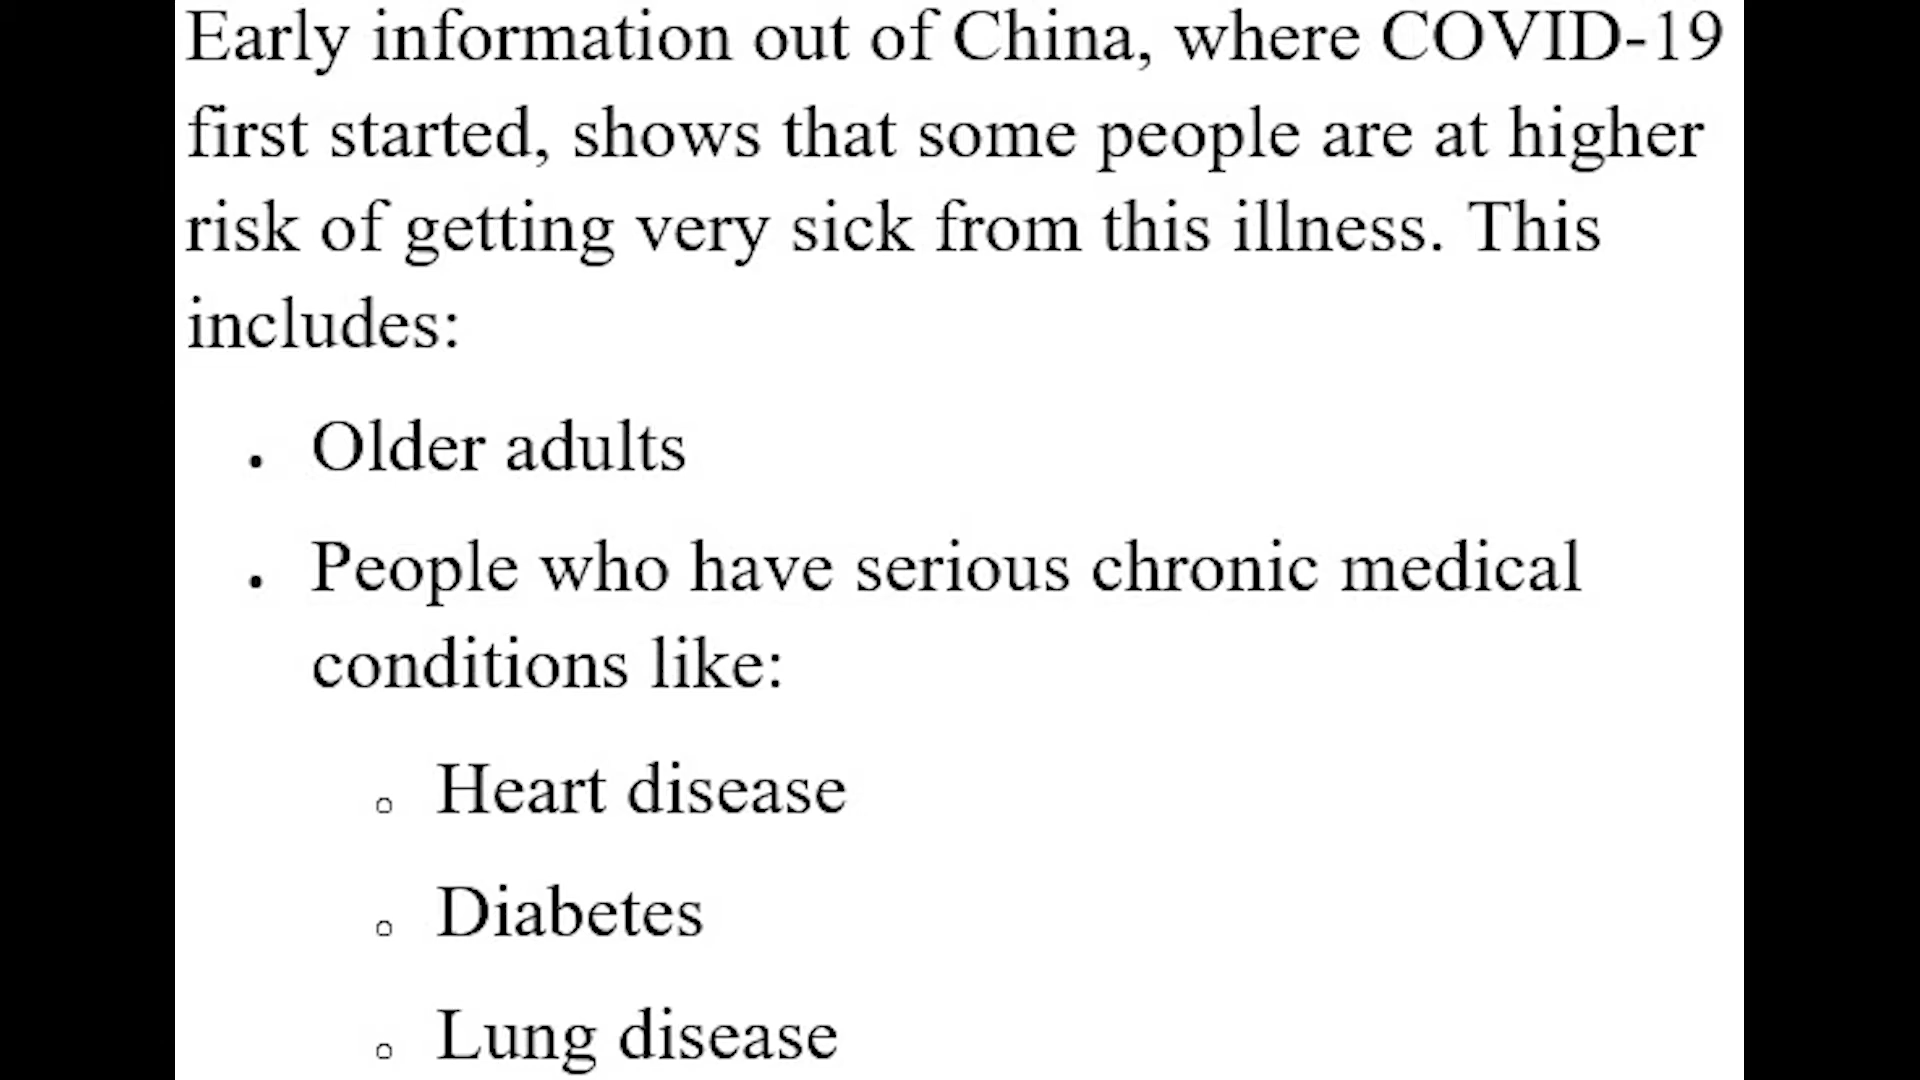 Early information out of China, where COVID-19
first started, shows that some people are at higher
risk of getting very sick from this illness. This
includes:
• Older adults
• People who have serious chronic medical
conditions like:
○ Heart disease
○ Diabetes
○ Lung disease